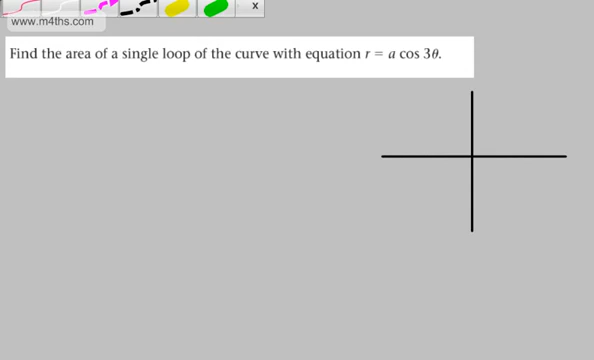 x
www.m4ths.com
Find the area of a single loop of the curve with equation r = a cos 3θ.